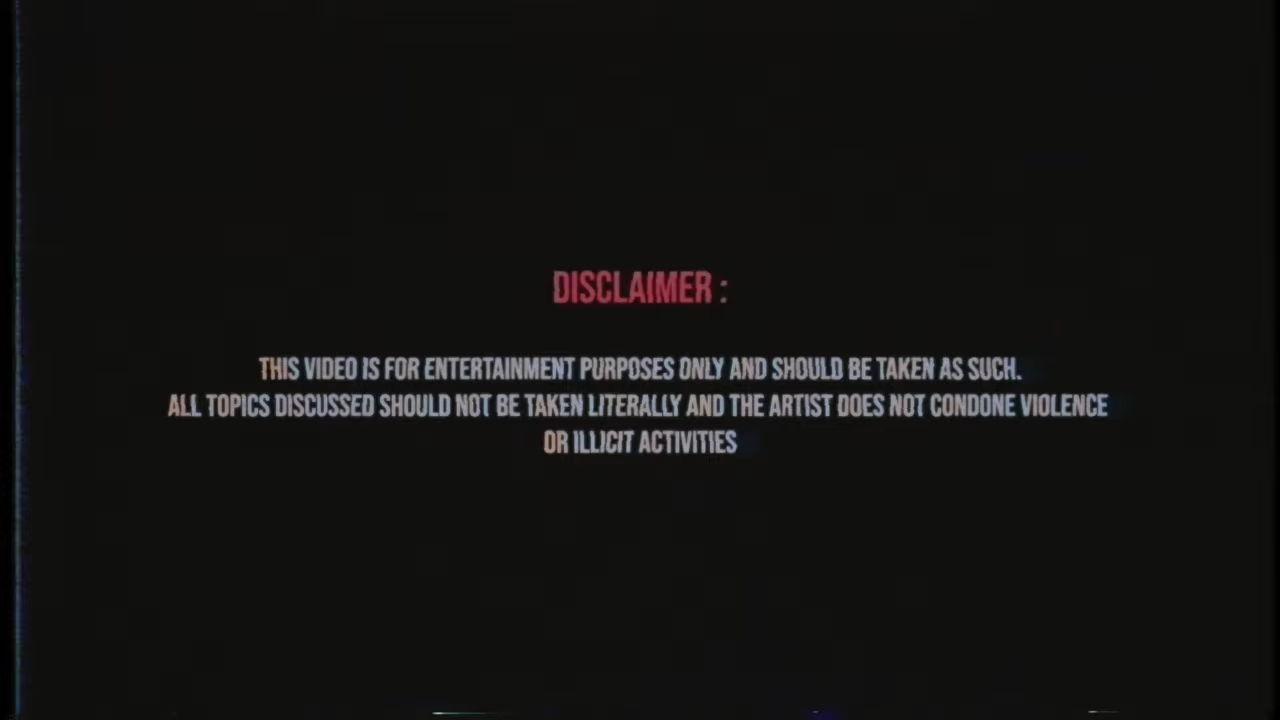 DISCLAIMER :
THIS VIDEO IS FOR ENTERTAINMENT PURPOSES ONLY AND SHOULD BE TAKEN AS SUCH.
ALL TOPICS DISCUSSED SHOULD NOT BE TAKEN LITERALLY AND THE ARTIST DOES NOT CONDONE VIOLENCE
OR ILLICIT ACTIVITIES